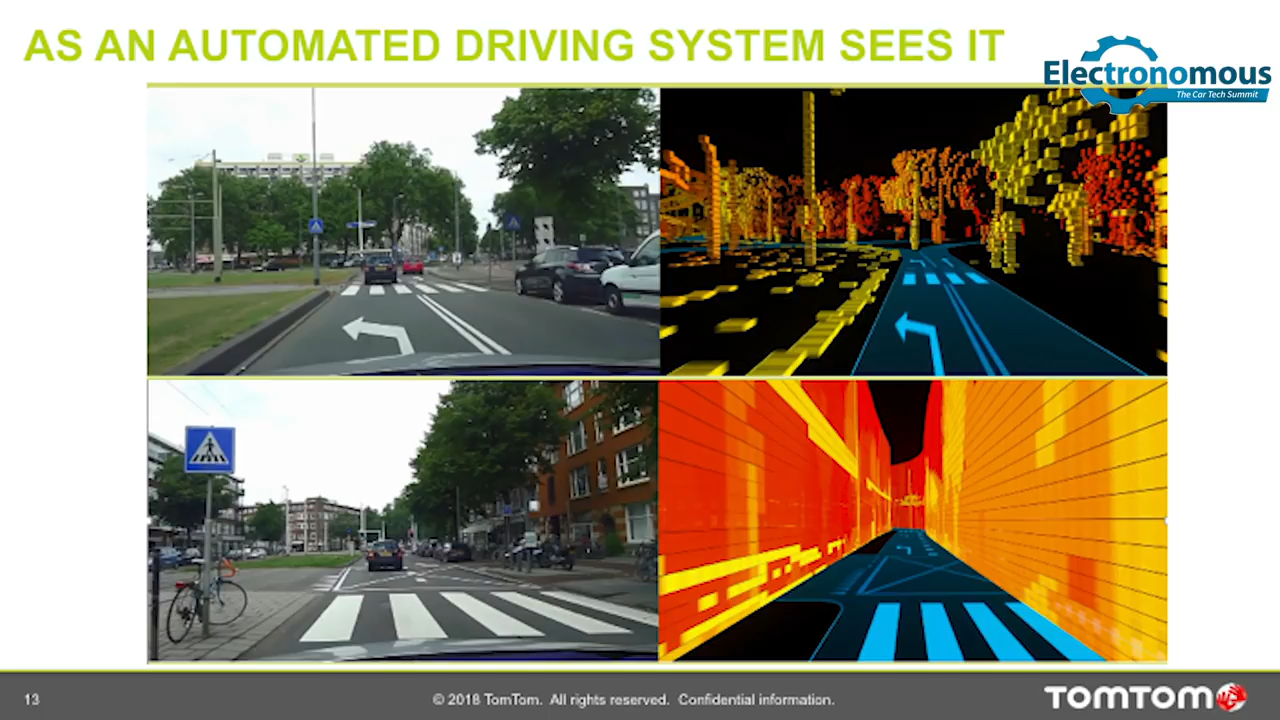 AS AN AUTOMATED DRIVING SYSTEM SEES IT
Electronomous
The Car Tech Summit
13
© 2018 TomTom. All rights reserved. Confidential information.
TOMTOM